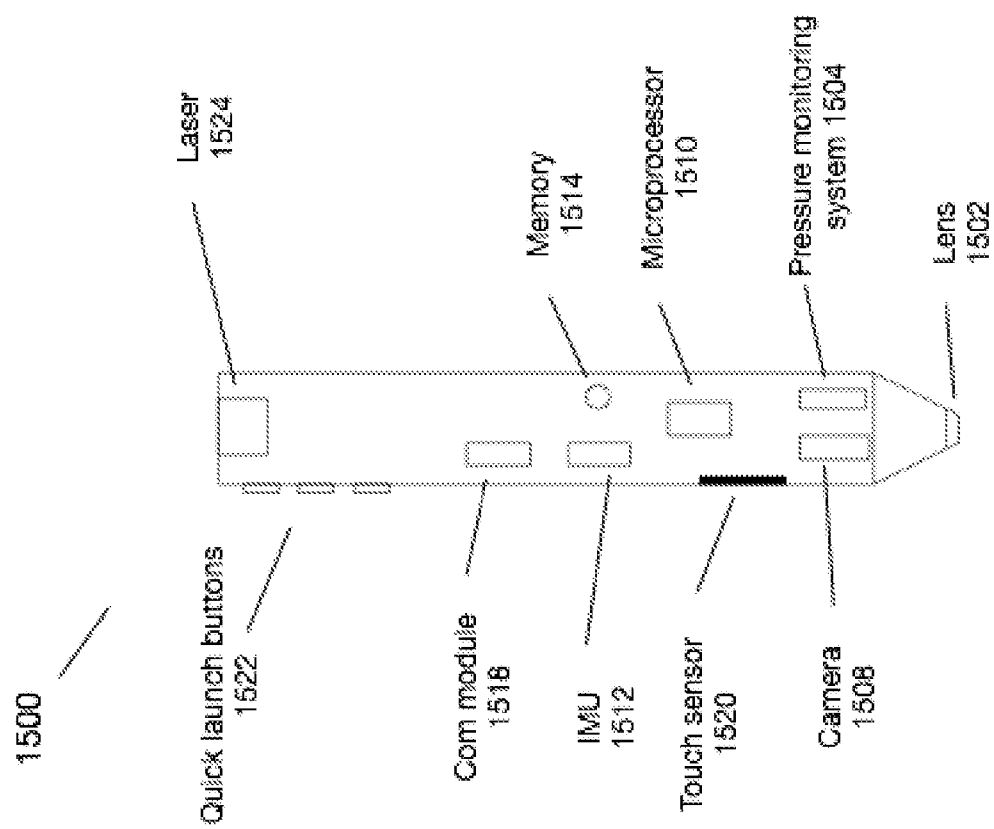 1500
Quick launch buttons
1522
Laser
1524
Com module
1518
Memory
1514
IMU
1512
Microprocessor
1510
Touch sensor
1520
Pressure monitoring
system 1504
Camera
1508
Lens
1502